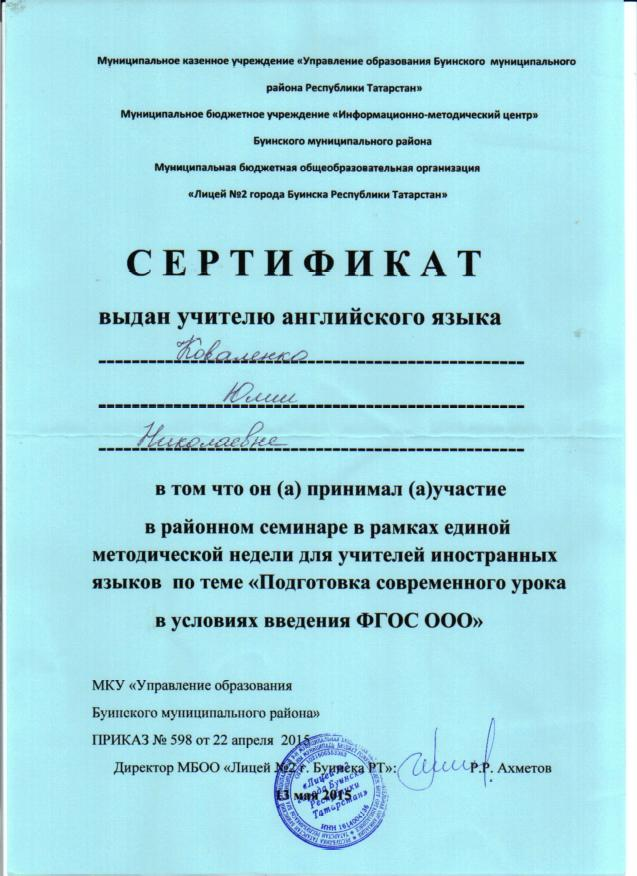 Муниципальное казенное учреждение «Управление образования Буинского муниципального
района Республики Татарстан»
Муниципальное бюджетное учреждение «Информационно-методический центр»
Буинского муниципального района
Муниципальная бюджетная общеобразовательная организация
«Лицей №2 города Буинска Республики Татарстан»
СЕРТИФИКАТ
выдан учителю английского языка
Коваленко
Юлии
Николаевне
в том что он (а) принимал (а)участие
в районном семинаре в рамках единой
методической недели для учителей иностранных
языков по теме «Подготовка современного урока
в условиях введения ФГОС ООО»
МКУ «Управление образования
Буинского муниципального района»
ПРИКАЗ № 598 от 22 апреля 2015
Директор МБОО «Лицей №2 г. Буинска РТ»: Р.Р. Ахметов
13 мая 2015
«Лицей №2
города Буинска
Республики
Татарстан»